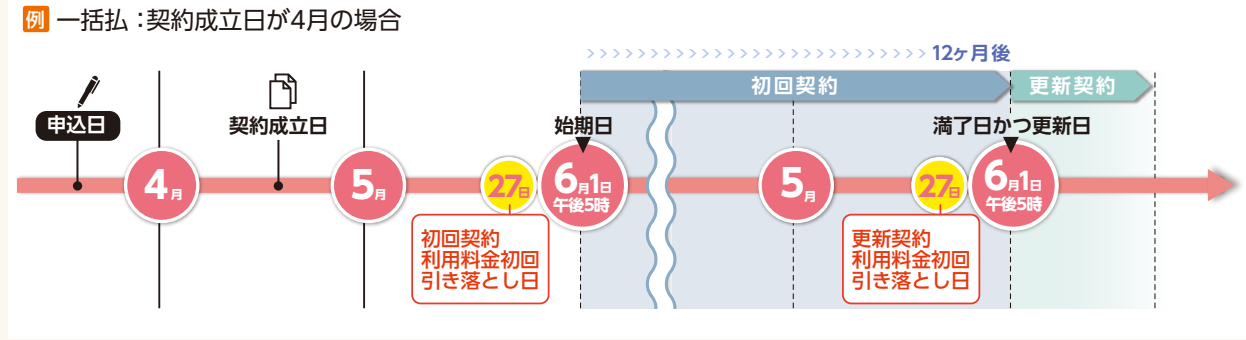 例 一括払：契約成立日が4月の場合
12ヶ月後
初回契約
更新契約
申込日
契約成立日
始期日
満了日かつ更新日
4月
5月
27日
6月1日
午後5時
5月
27日
6月1日
午後5時
初回契約
利用料金初回
引き落とし日
更新契約
利用料金初回
引き落とし日